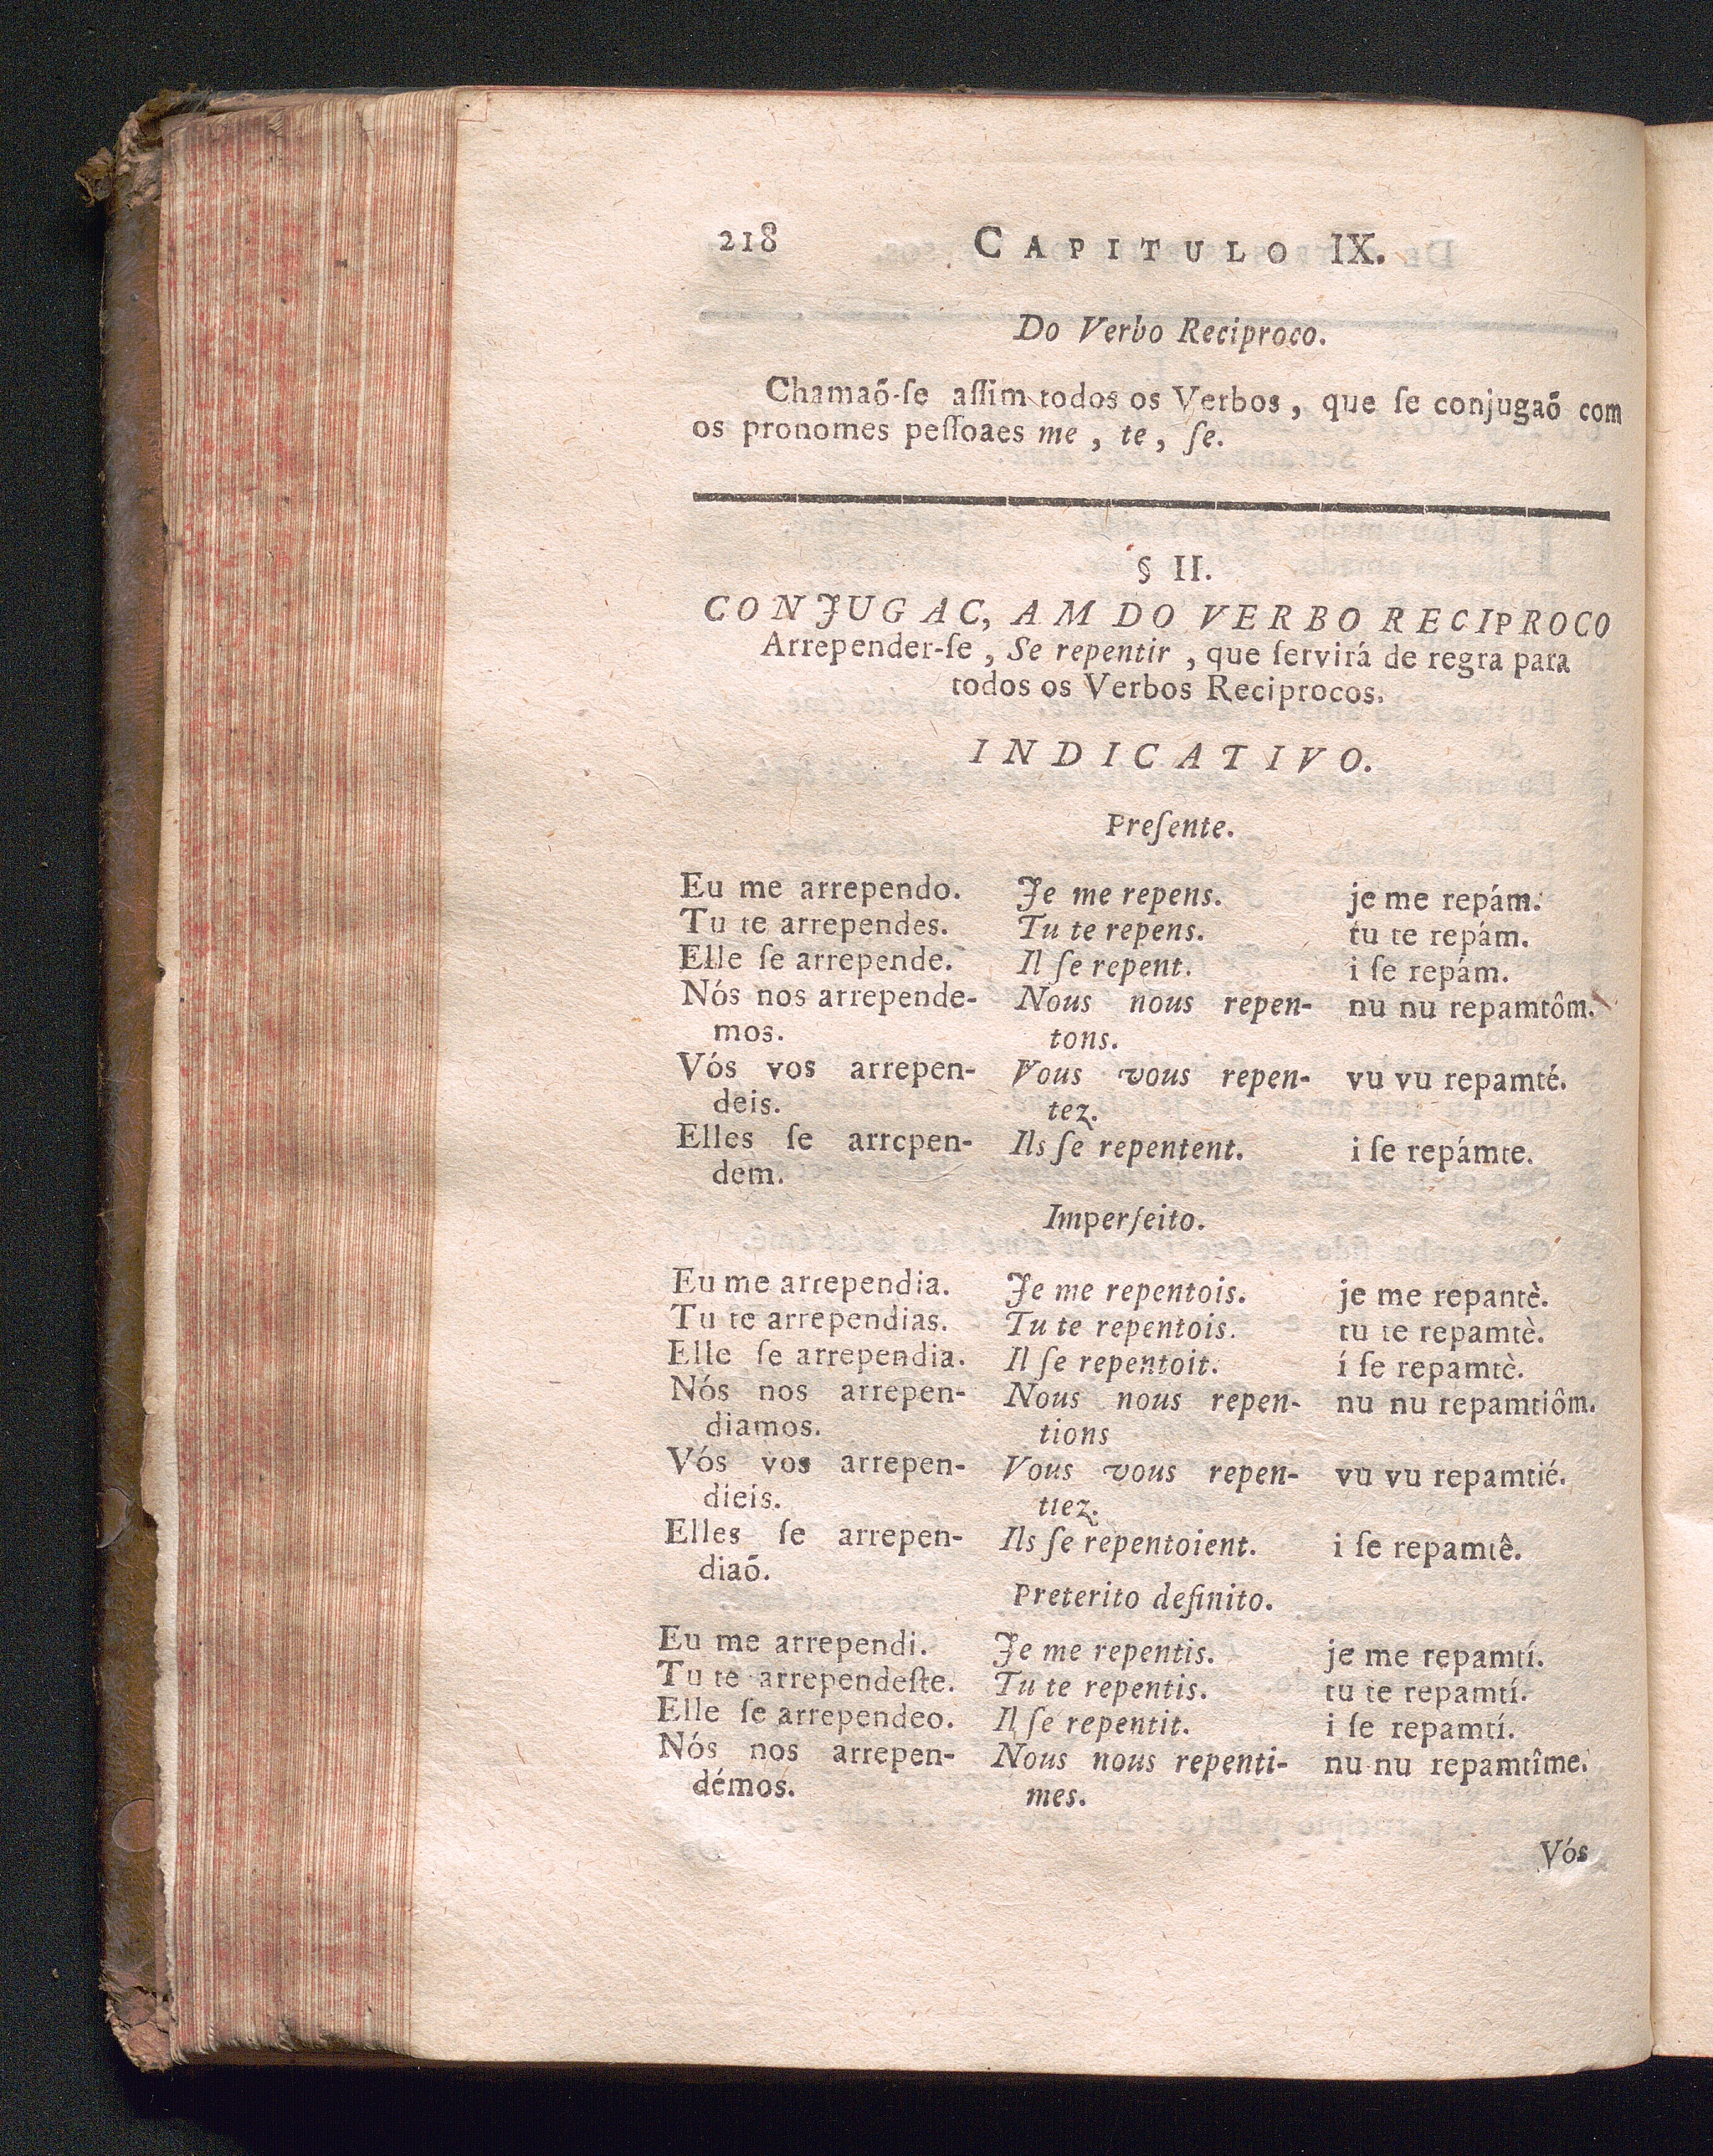 218 CAPITULO IX.
Do Verbo Reciproco.
Chamaõ-ſe aſſim todos os Verbos, que ſe conjugaõ com
os pronomes peſſoaes me, te, ſe.
§ II.
CONJUGAC, AM DO VERBO RECIPROCO
Arrepender-ſe, Se repentir, que ſervirá de regra para
todos os Verbos Reciprocos.
INDICATIVO.
Preſente.
Eu me arrependo. Je me repens. je me repám.
Tu te arrependes. Tu te repens. tu te repám.
Elle ſe arrepende. Il ſe repent. i ſe repám.
Nós nos arrepende- Nous nous repen- nu nu repamtôm.
mos. tons.
Vós vos arrepen- Vous vous repen- vu vu repamté.
deis. tez.
Elles ſe arrepen- Ils ſe repentent. i ſe repámte.
dem.
Imperfeito.
Eu me arrependia. Je me repentois. je me repantè.
Tu te arrependias. Tu te repentois. tu te repamtè.
Elle ſe arrependia. Il ſe repentoit. i ſe repamtè.
Nós nos arrepen- Nous nous repen- nu nu repamtiôm.
diamos. tions
Vós vos arrepen- Vous vous repen- vu vu repamtié.
dieis. tiez.
Elles ſe arrepen- Ils ſe repentoient. i ſe repamtê.
diaõ.
Preterito definito.
Eu me arrependi. Je me repentis. je me repamtí.
Tu te arrependeſte. Tu te repentis. tu te repamtí.
Elle ſe arrependeo. Il ſe repentit. i ſe repamtí.
Nós nos arrepen- Nous nous repenti- nu nu repamtîme.
démos. mes.
Vós